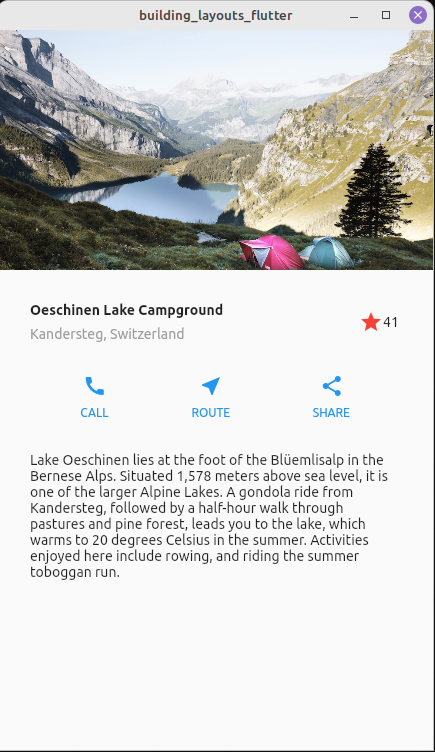 building_layouts_flutter
Oeschinen Lake Campground
Kandersteg, Switzerland
41
CALL
ROUTE
SHARE
Lake Oeschinen lies at the foot of the Blüemlisalp in the
Bernese Alps. Situated 1,578 meters above sea level, it is
one of the larger Alpine Lakes. A gondola ride from
Kandersteg, followed by a half-hour walk through
pastures and pine forest, leads you to the lake, which
warms to 20 degrees Celsius in the summer. Activities
enjoyed here include rowing, and riding the summer
toboggan run.